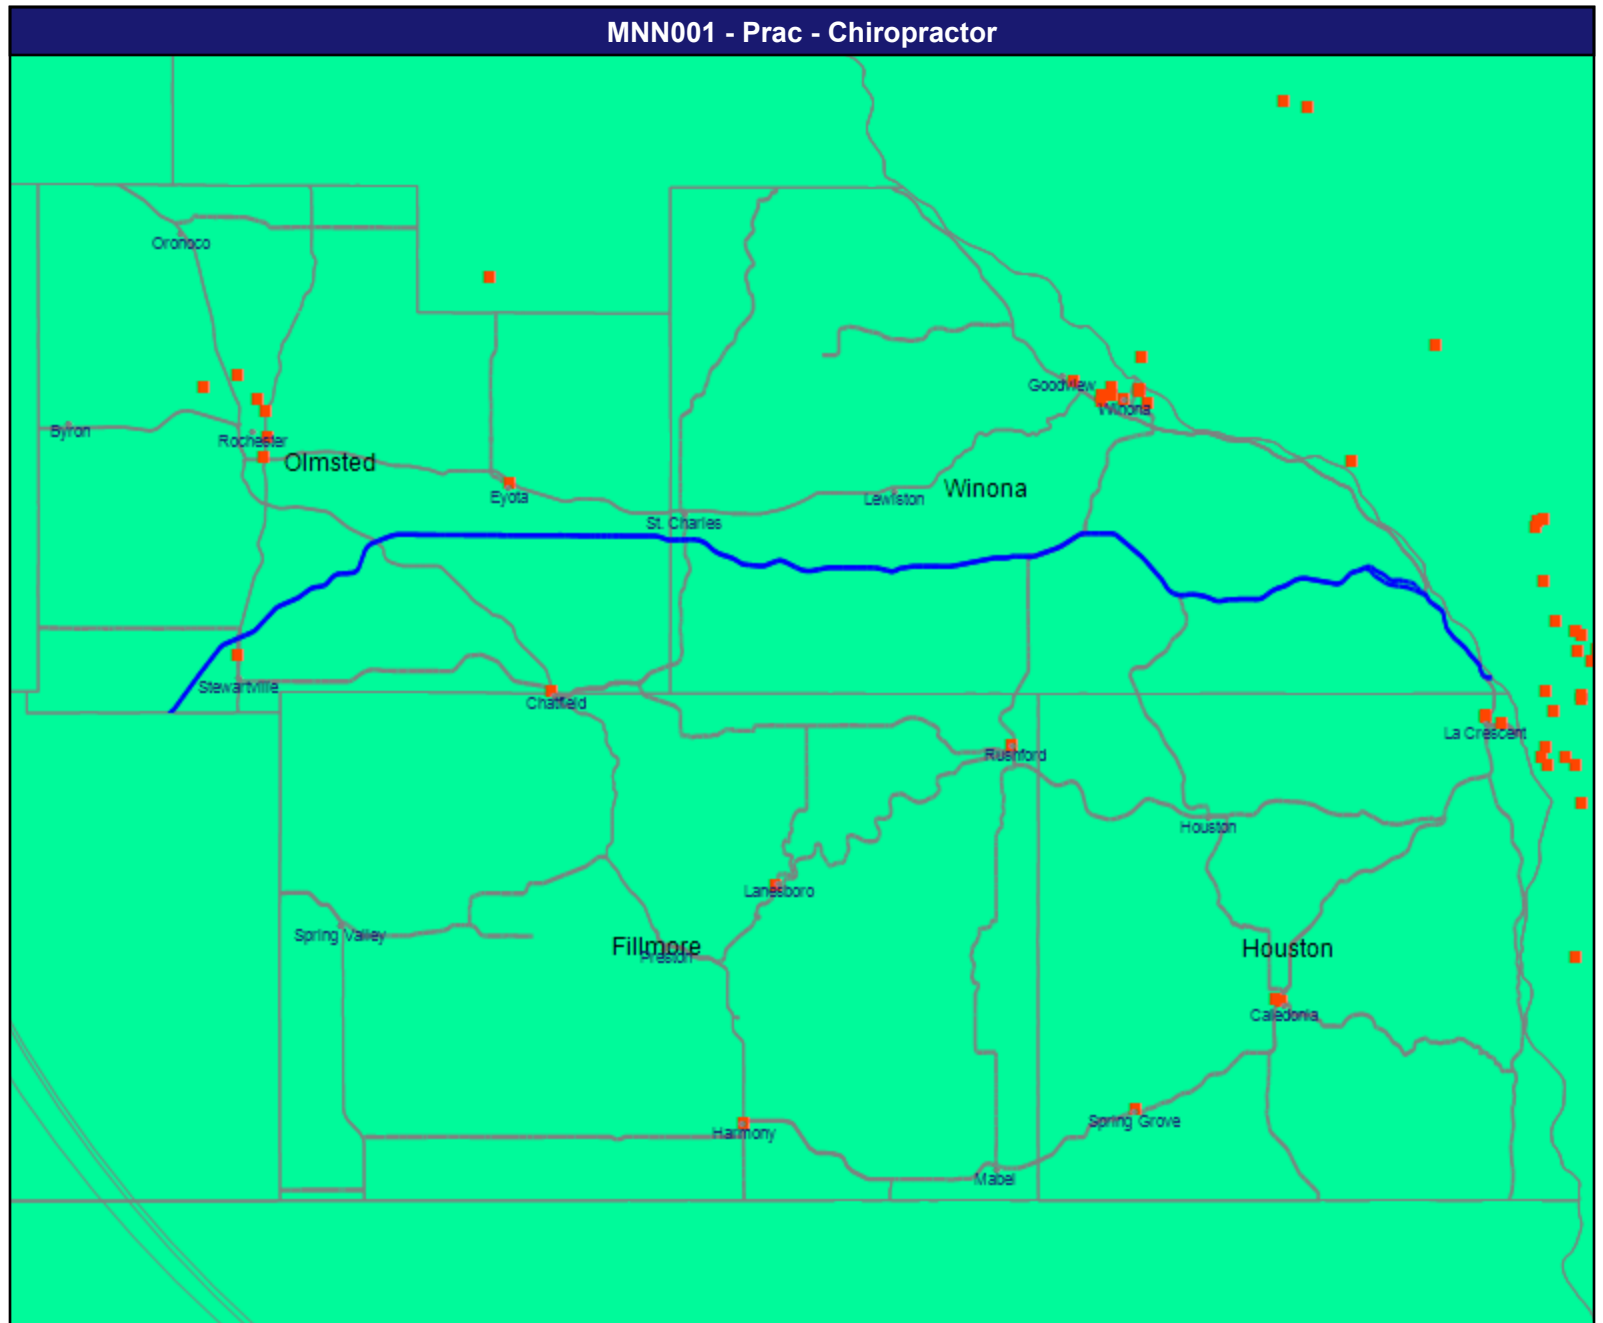 MNN001 - Prac - Chiropractor
Oronoco
Goodview
Winona
Byron
Rochester
Olmsted
Eyota
Lewiston
Winona
St. Charles
Stewartville
Chatfield
La Crescent
Rushford
Houston
Lanesboro
Spring Valley
Fillmore
Preston
Houston
Caledonia
Spring Grove
Harmony
Mabel